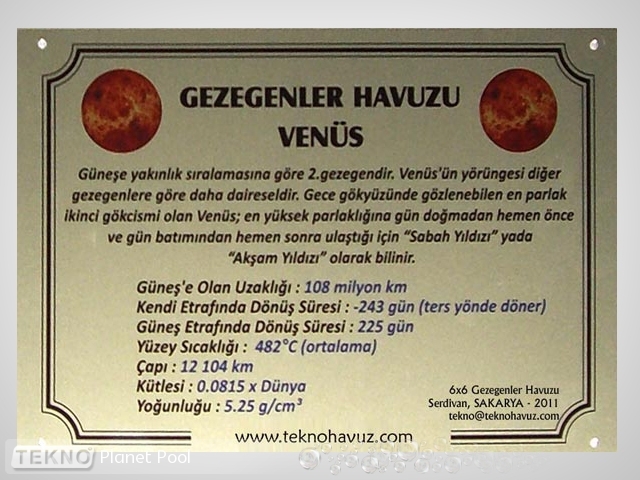 GEZEGENLER HAVUZU
VENÜS
Güneşe yakınlık sıralamasına göre 2.gezegendir. Venüs'ün yörüngesi diğer
gezegenlere göre daha daireseldir. Gece gökyüzünde gözlenebilen en parlak
ikinci gökcismi olan Venüs; en yüksek parlaklığına gün doğmadan hemen önce
ve gün batımından hemen sonra ulaştığı için “Sabah Yıldızı” yada
“Akşam Yıldızı” olarak bilinir.
Güneş'e Olan Uzaklığı : 108 milyon km
Kendi Etrafında Dönüş Süresi : -243 gün (ters yönde döner)
Güneş Etrafında Dönüş Süresi : 225 gün
Yüzey Sıcaklığı : 482°C (ortalama)
Çapı : 12 104 km
Kütlesi : 0.0815 x Dünya
Yoğunluğu : 5.25 g/cm³
6x6 Gezegenler Havuzu
Serdivan, SAKARYA - 2011
tekno@teknohavuz.com
www.teknohavuz.com
TEKNO Planet Pool